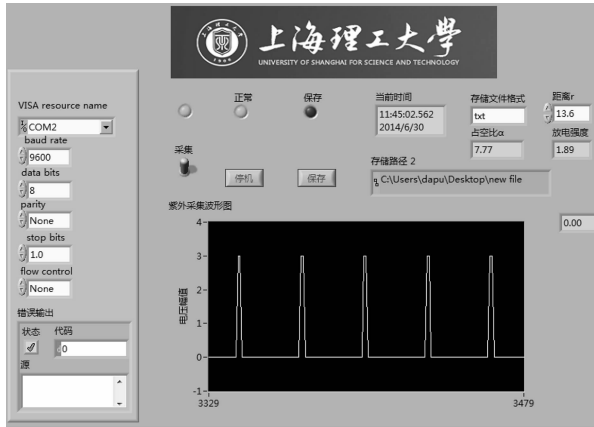 上海理工大學
UNIVERSITY OF SHANGHAI FOR SCIENCE AND TECHNOLOGY
VISA resource name
COM2
baud rate
9600
data bits
8
parity
None
stop bits
1.0
flow control
None
错误输出
状态 代码
0
源
正常 保存
采集
停机 保存
当前时间
11:45:02.562
2014/6/30
存储文件格式
txt
占空比α
7.77
距离r
13.6
放电强度
1.89
存储路径 2
C:\Users\dapu\Desktop\new file
0.00
紫外采集波形图
电压幅值
4
3
2
1
0
-1
3329 3479